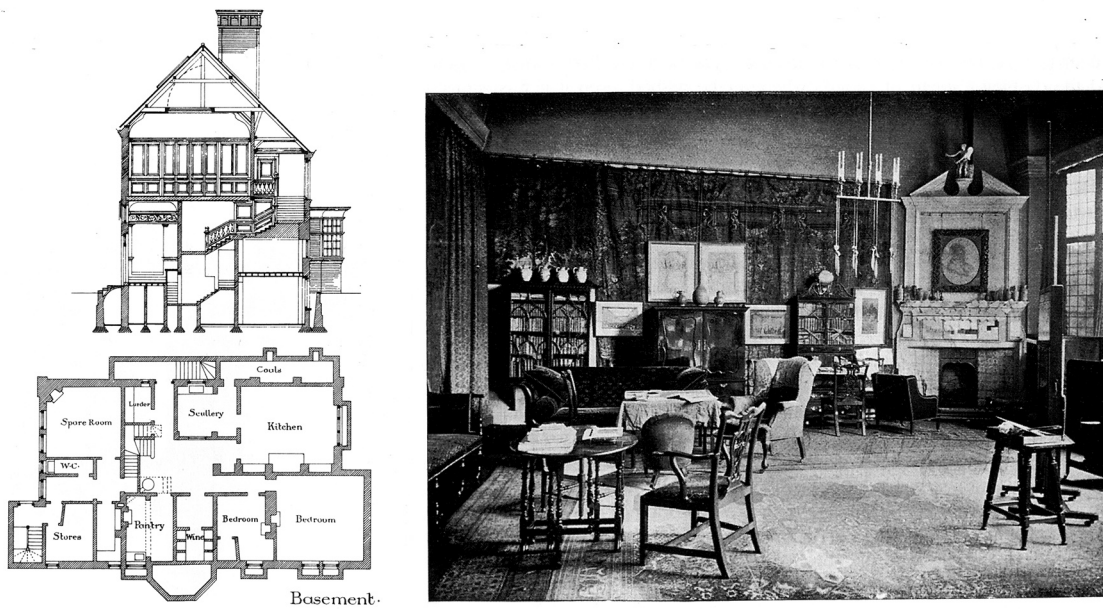 Coals
Larder
Scullery
Spare Room
Kitchen
W·C·
Stores
Pantry
Wine
Bedroom
Bedroom
Basement·